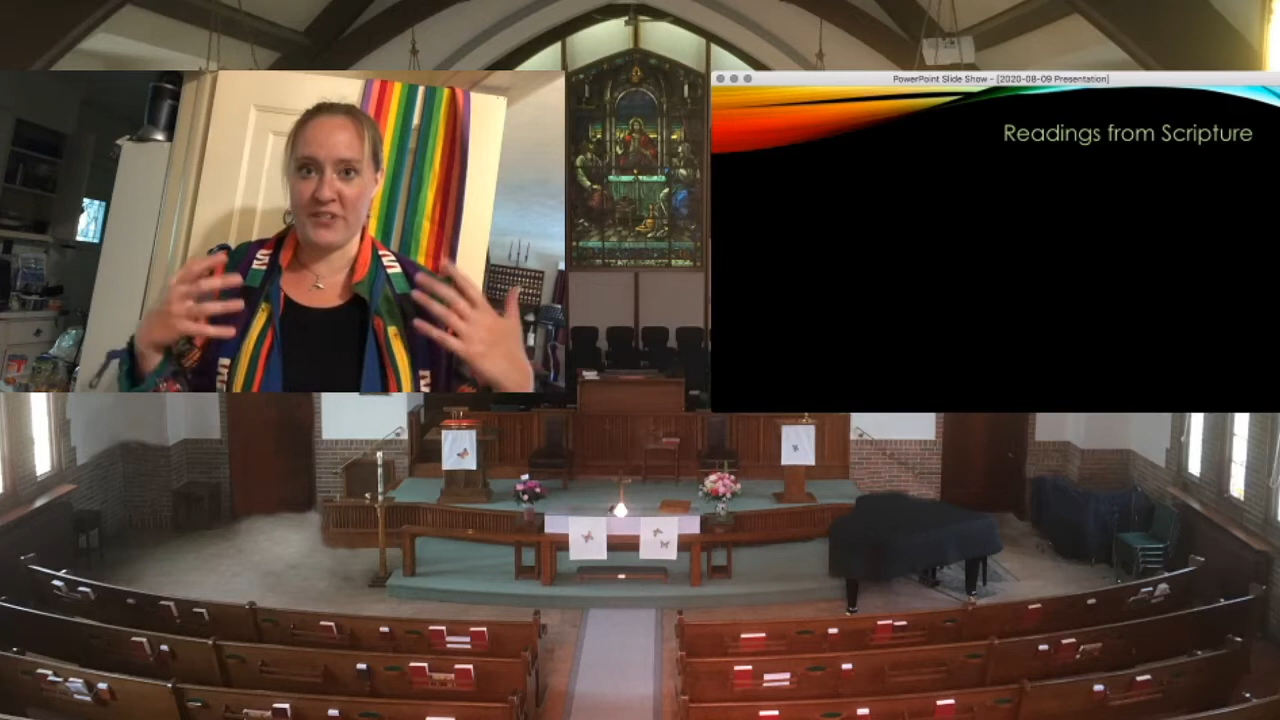 PowerPoint Slide Show - [2020-08-09 Presentation]
Readings from Scripture